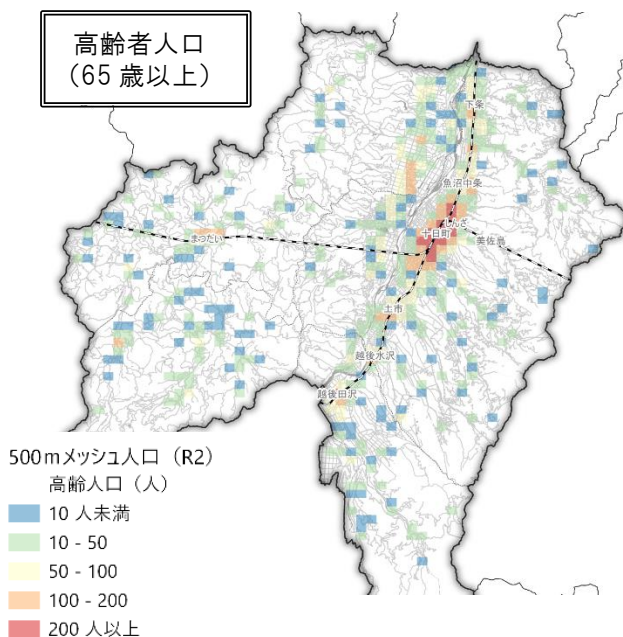 高齢者人口
（65歳以上）
下条
魚沼中条
しんざ
十日町
美佐島
まつだい
土市
越後水沢
越後田沢
500mメッシュ人口（R2）
高齢人口（人）
10 人未満
10 - 50
50 - 100
100 - 200
200 人以上